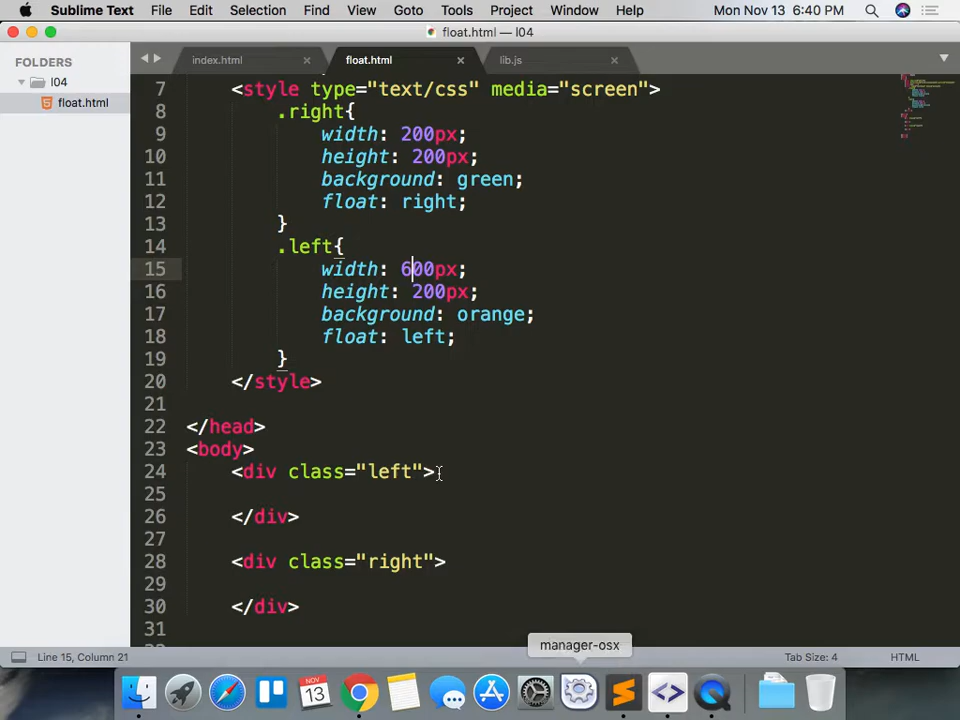 Sublime Text File Edit Selection Find View Goto Tools Project Window Help Mon Nov 13 6:40 PM
float.html — l04
FOLDERS
l04
float.html
index.html × float.html × lib.js ×
7 <style type="text/css" media="screen">
8 .right{
9 width: 200px;
10 height: 200px;
11 background: green;
12 float: right;
13 }
14 .left{
15 width: 600px;
16 height: 200px;
17 background: orange;
18 float: left;
19 }
20 </style>
21
22 </head>
23 <body>
24 <div class="left">
25
26 </div>
27
28 <div class="right">
29
30 </div>
31
manager-osx
Line 15, Column 21 Tab Size: 4 HTML
NOV
13